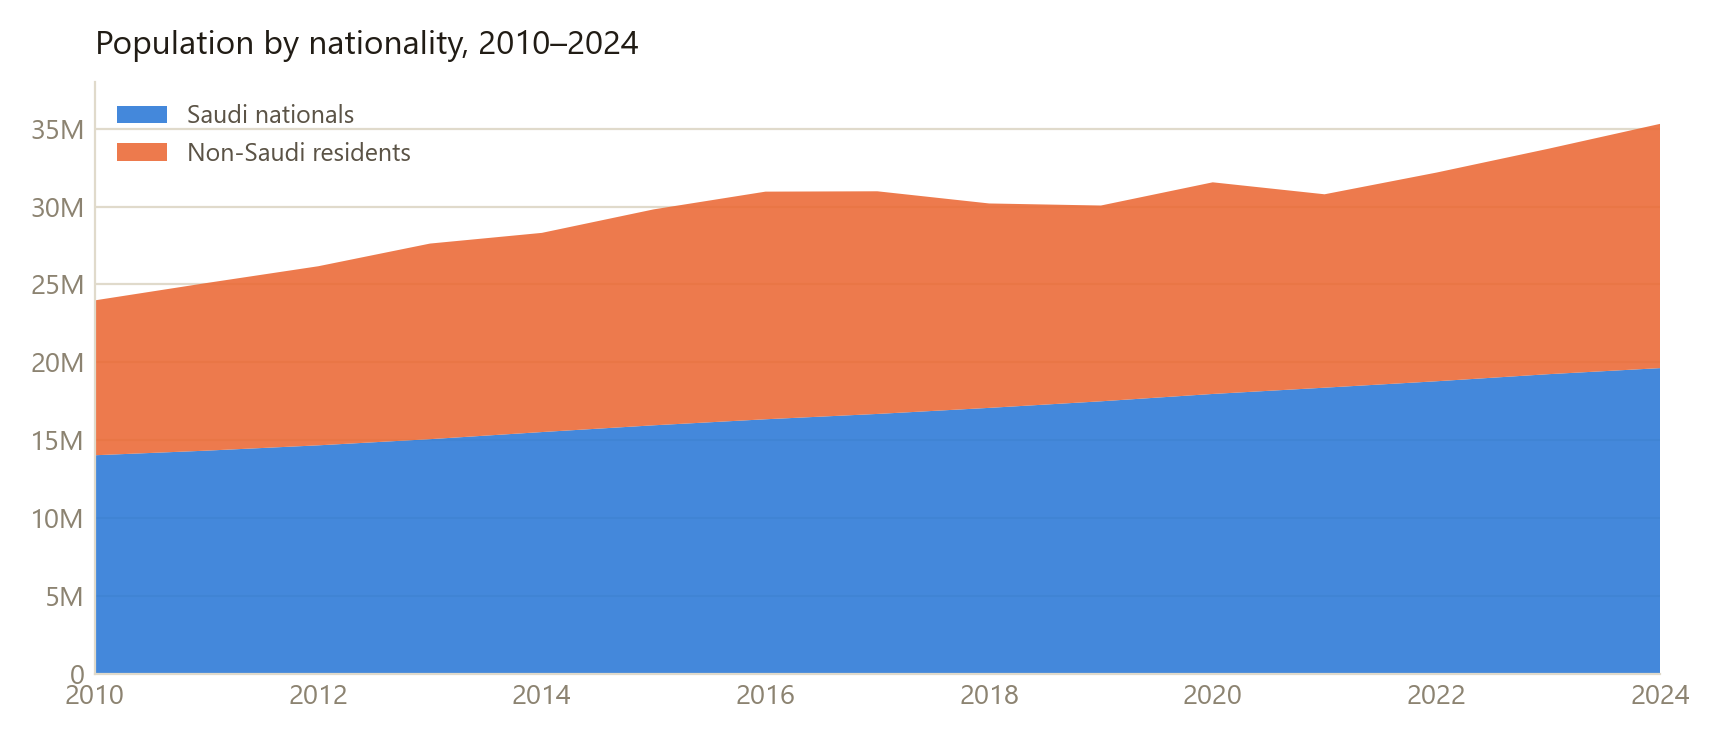 Population by nationality, 2010–2024
Saudi nationals
Non-Saudi residents
35M
30M
25M
20M
15M
10M
5M
0
2010 2012 2014 2016 2018 2020 2022 2024